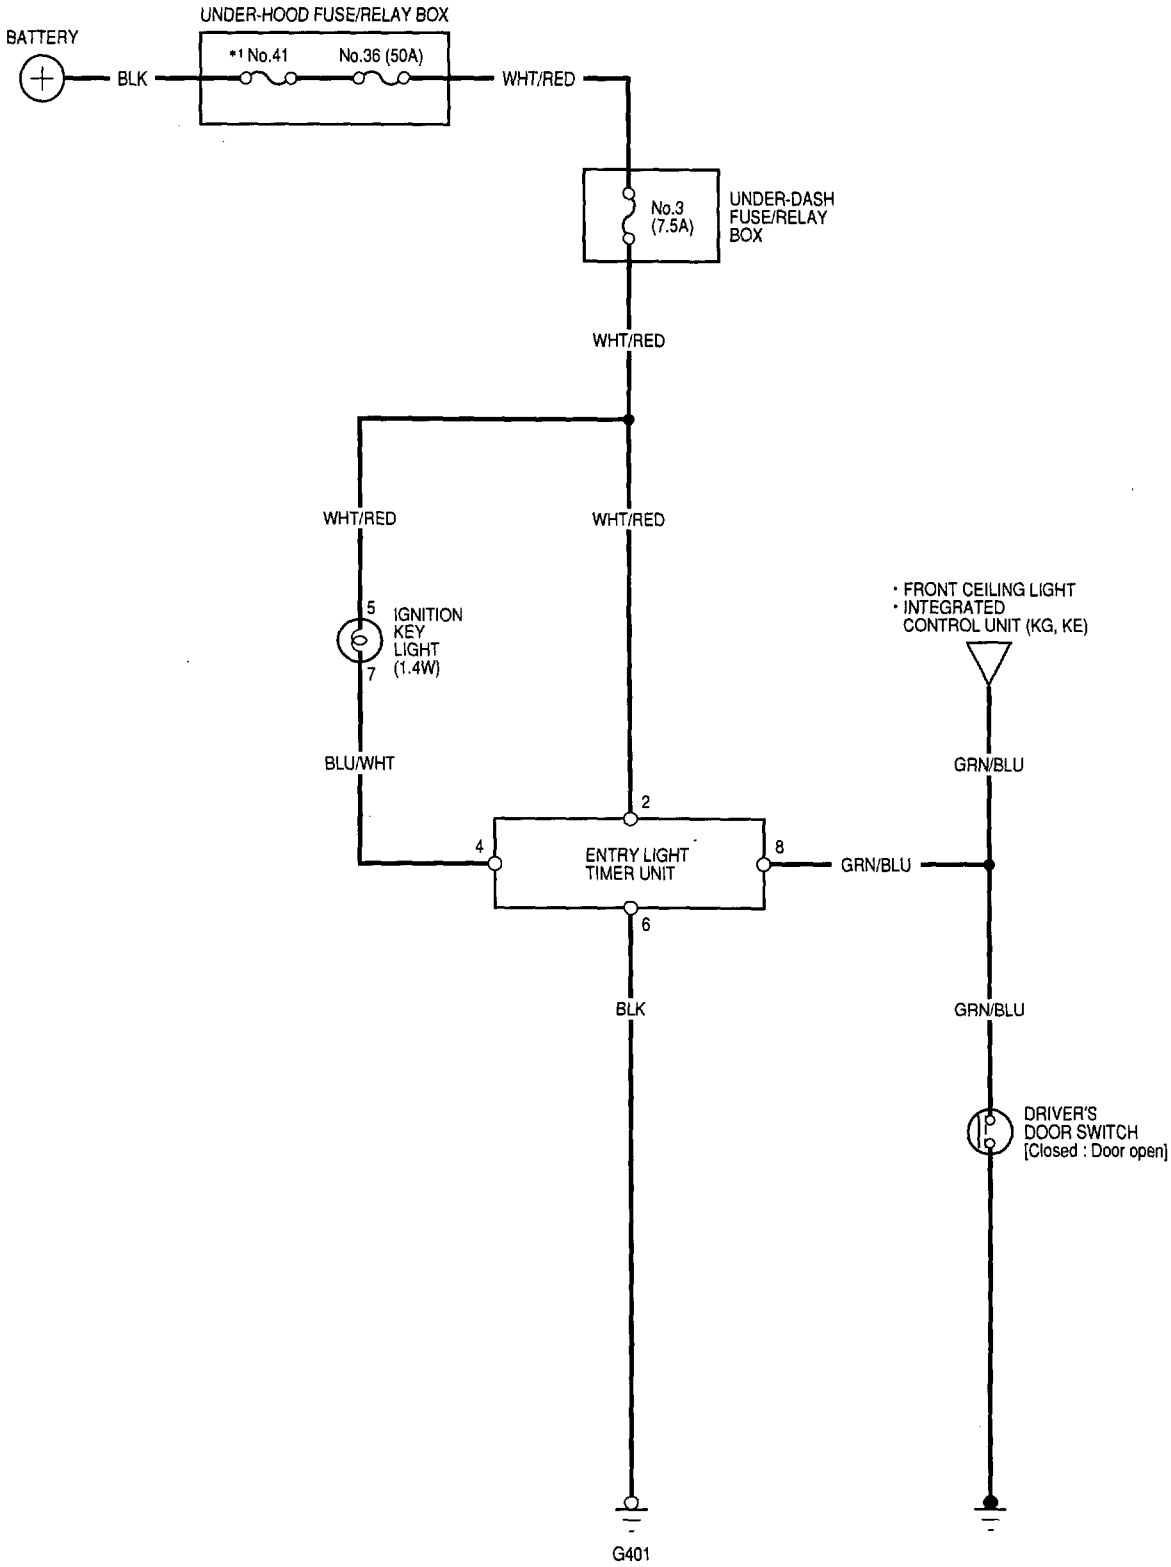 UNDER-HOOD FUSE/RELAY BOX
BATTERY
*1 No.41
No.36 (50A)
BLK
WHT/RED
No.3
(7.5A)
UNDER-DASH
FUSE/RELAY
BOX
WHT/RED
WHT/RED
WHT/RED
• FRONT CEILING LIGHT
• INTEGRATED
CONTROL UNIT (KG, KE)
5
IGNITION
KEY
LIGHT
(1.4W)
7
BLU/WHT
GRN/BLU
2
4
ENTRY LIGHT
TIMER UNIT
8
GRN/BLU
6
BLK
GRN/BLU
DRIVER'S
DOOR SWITCH
[Closed : Door open]
G401